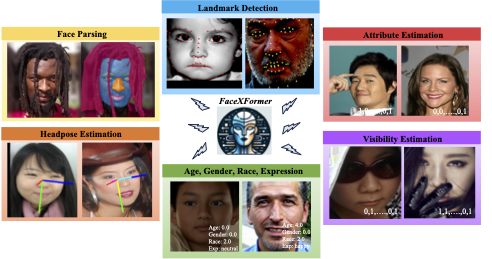 Landmark Detection
Face Parsing
Attribute Estimation
1,1,0,...,0,1
0,0,....,0,1
FaceXFormer
Headpose Estimation
Visibility Estimation
0,1,....,0,1
1,1,....,0,1
Age, Gender, Race, Expression
Age: 0.0
Gender: 0.0
Race: 2.0
Exp: neutral
Age: 4.0
Gender: 0.0
Race: 2.0
Exp: happy